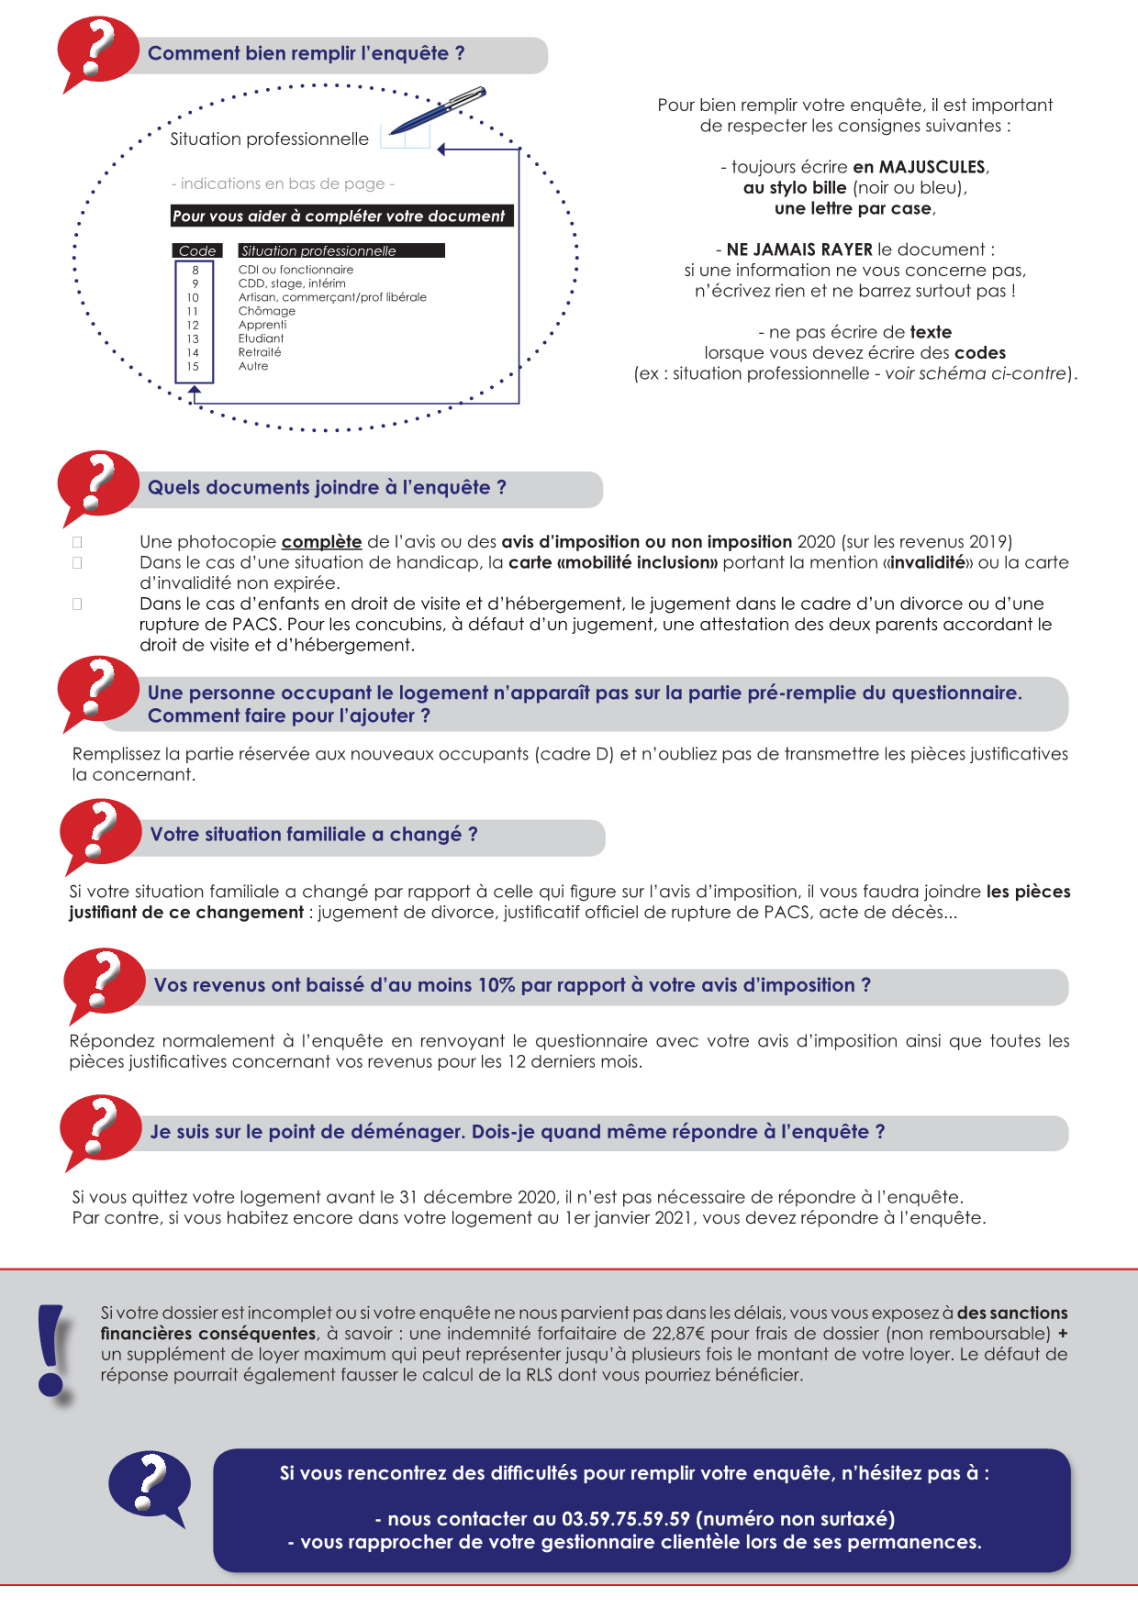 Comment bien remplir l'enquête ?
Situation professionnelle
- indications en bas de page -
Pour vous aider à compléter votre document
Code Situation professionnelle
8 CDI ou fonctionnaire
9 CDD, stage, intérim
10 Artisan, commerçant/prof libérale
11 Chômage
12 Apprenti
13 Etudiant
14 Retraité
15 Autre
Pour bien remplir votre enquête, il est important
de respecter les consignes suivantes :
- toujours écrire en MAJUSCULES,
au stylo bille (noir ou bleu),
une lettre par case,
- NE JAMAIS RAYER le document :
si une information ne vous concerne pas,
n'écrivez rien et ne barrez surtout pas !
- ne pas écrire de texte
lorsque vous devez écrire des codes
(ex : situation professionnelle - voir schéma ci-contre).
Quels documents joindre à l'enquête ?
Une photocopie complète de l'avis ou des avis d'imposition ou non imposition 2020 (sur les revenus 2019)
Dans le cas d'une situation de handicap, la carte «mobilité inclusion» portant la mention «invalidité» ou la carte
d'invalidité non expirée.
Dans le cas d'enfants en droit de visite et d'hébergement, le jugement dans le cadre d'un divorce ou d'une
rupture de PACS. Pour les concubins, à défaut d'un jugement, une attestation des deux parents accordant le
droit de visite et d'hébergement.
Une personne occupant le logement n'apparaît pas sur la partie pré-remplie du questionnaire.
Comment faire pour l'ajouter ?
Remplissez la partie réservée aux nouveaux occupants (cadre D) et n'oubliez pas de transmettre les pièces justificatives
la concernant.
Votre situation familiale a changé ?
Si votre situation familiale a changé par rapport à celle qui figure sur l'avis d'imposition, il vous faudra joindre les pièces
justifiant de ce changement : jugement de divorce, justificatif officiel de rupture de PACS, acte de décès...
Vos revenus ont baissé d'au moins 10% par rapport à votre avis d'imposition ?
Répondez normalement à l'enquête en renvoyant le questionnaire avec votre avis d'imposition ainsi que toutes les
pièces justificatives concernant vos revenus pour les 12 derniers mois.
Je suis sur le point de déménager. Dois-je quand même répondre à l'enquête ?
Si vous quittez votre logement avant le 31 décembre 2020, il n'est pas nécessaire de répondre à l'enquête.
Par contre, si vous habitez encore dans votre logement au 1er janvier 2021, vous devez répondre à l'enquête.
Si votre dossier est incomplet ou si votre enquête ne nous parvient pas dans les délais, vous vous exposez à des sanctions
financières conséquentes, à savoir : une indemnité forfaitaire de 22,87€ pour frais de dossier (non remboursable) +
un supplément de loyer maximum qui peut représenter jusqu'à plusieurs fois le montant de votre loyer. Le défaut de
réponse pourrait également fausser le calcul de la RLS dont vous pourriez bénéficier.
Si vous rencontrez des difficultés pour remplir votre enquête, n'hésitez pas à :
- nous contacter au 03.59.75.59.59 (numéro non surtaxé)
- vous rapprocher de votre gestionnaire clientèle lors de ses permanences.